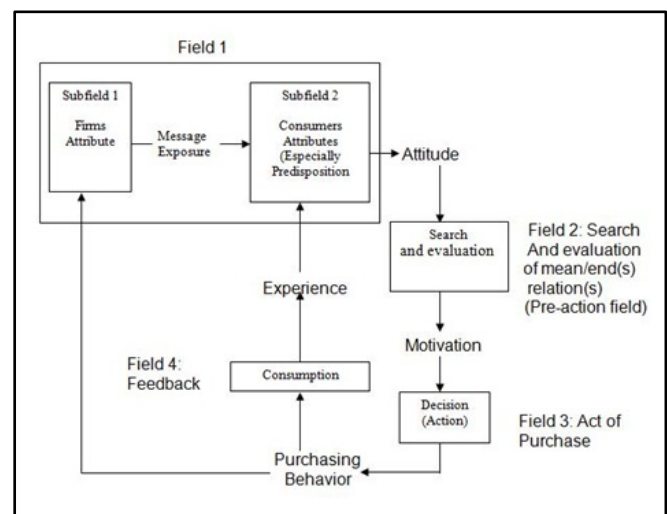 Field 1
Subfield 1
Firms
Attribute
Message
Exposure
Subfield 2
Consumers
Attributes
(Especially
Predisposition
Attitude
Search
and evaluation
Field 2: Search
And evaluation
of mean/end(s)
relation(s)
(Pre-action field)
Motivation
Decision
(Action)
Field 3: Act of
Purchase
Purchasing
Behavior
Consumption
Field 4:
Feedback
Experience